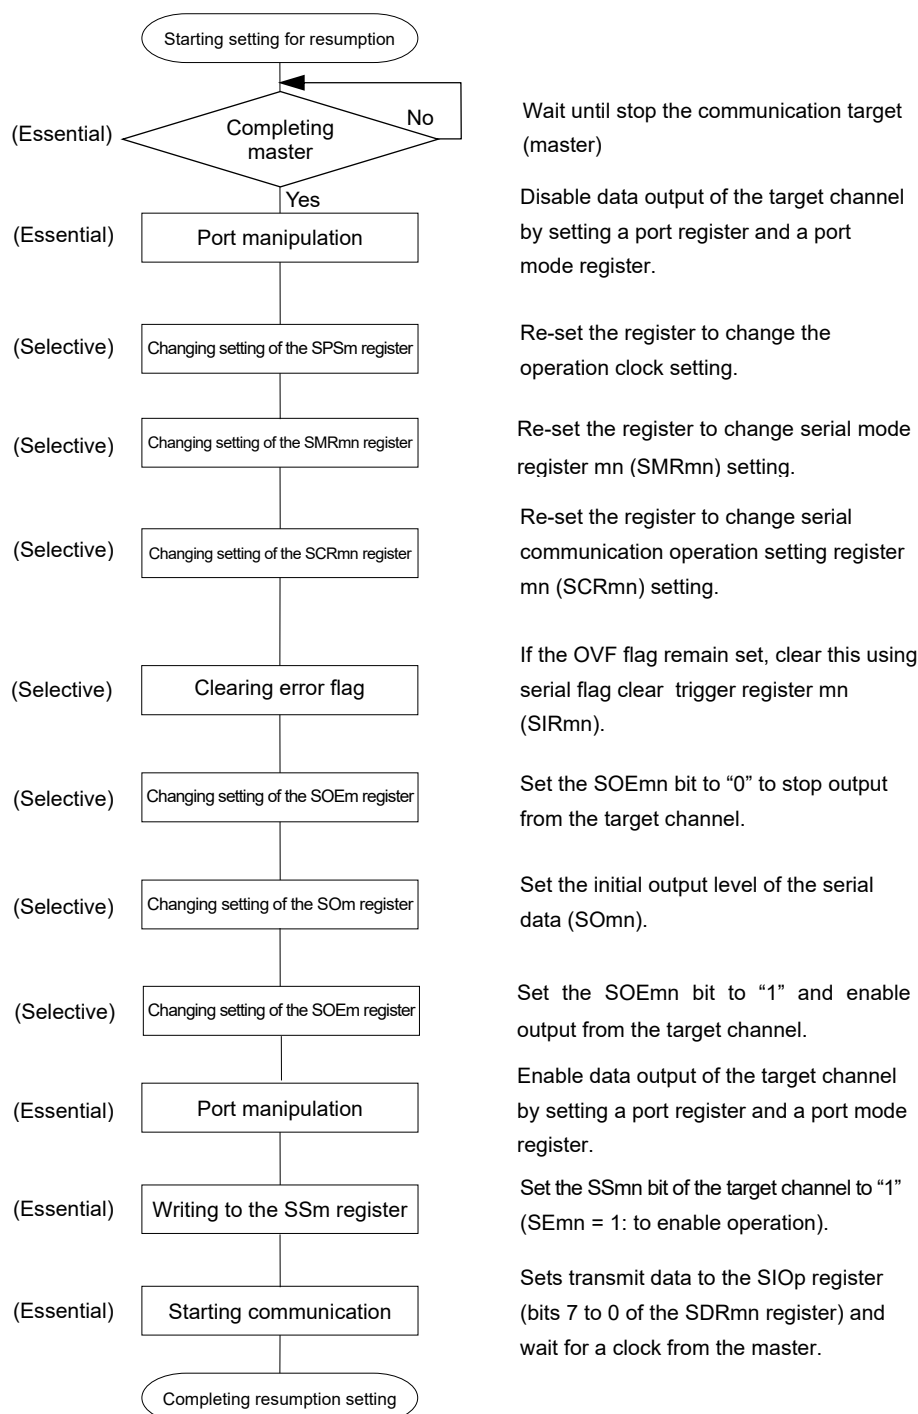 Starting setting for resumption
(Essential)
Completing
master
No
Wait until stop the communication target
(master)
Yes
(Essential)
Port manipulation
Disable data output of the target channel
by setting a port register and a port
mode register.
(Selective)
Changing setting of the SPSm register
Re-set the register to change the
operation clock setting.
(Selective)
Changing setting of the SMRmn register
Re-set the register to change serial mode
register mn (SMRmn) setting.
(Selective)
Changing setting of the SCRmn register
Re-set the register to change serial
communication operation setting register
mn (SCRmn) setting.
(Selective)
Clearing error flag
If the OVF flag remain set, clear this using
serial flag clear trigger register mn
(SIRmn).
(Selective)
Changing setting of the SOEm register
Set the SOEmn bit to “0” to stop output
from the target channel.
(Selective)
Changing setting of the SOm register
Set the initial output level of the serial
data (SOmn).
(Selective)
Changing setting of the SOEm register
Set the SOEmn bit to “1” and enable
output from the target channel.
(Essential)
Port manipulation
Enable data output of the target channel
by setting a port register and a port mode
register.
(Essential)
Writing to the SSm register
Set the SSmn bit of the target channel to “1”
(SEmn = 1: to enable operation).
(Essential)
Starting communication
Sets transmit data to the SIOp register
(bits 7 to 0 of the SDRmn register) and
wait for a clock from the master.
Completing resumption setting